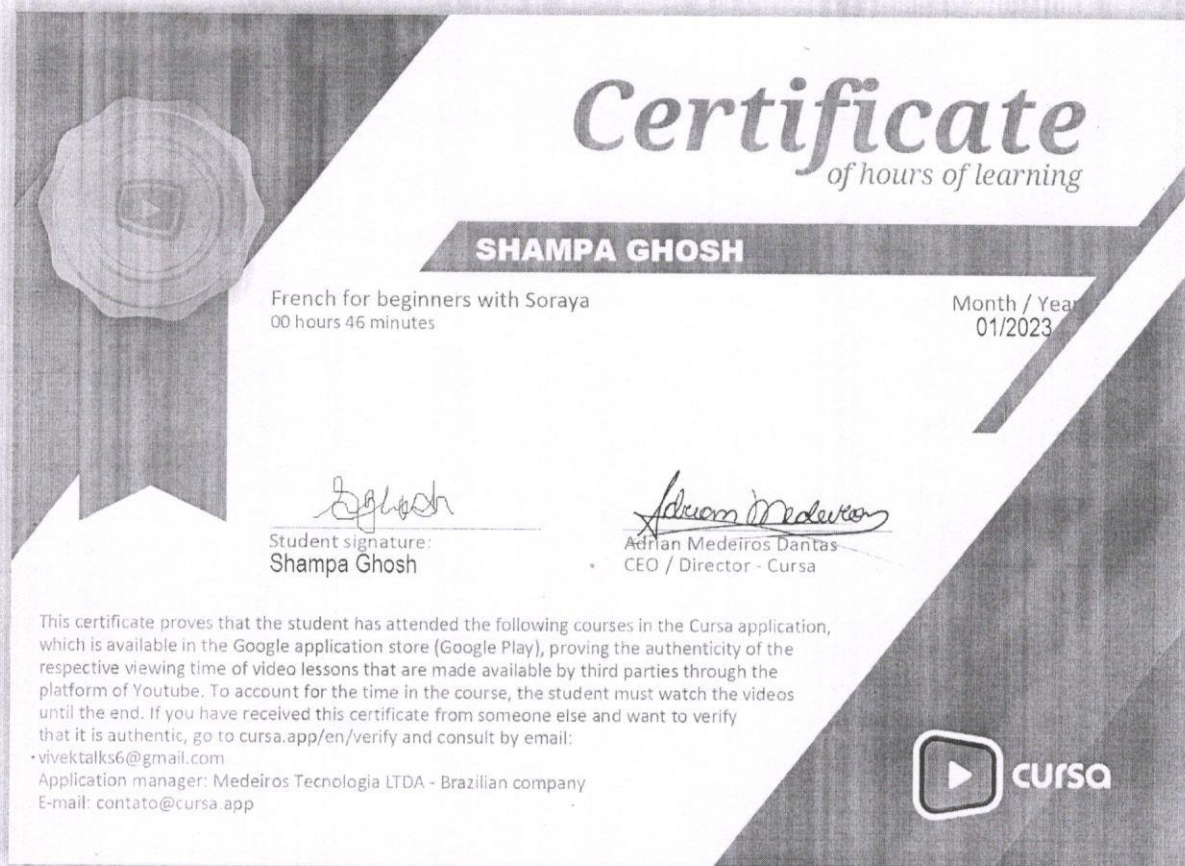 Certificate
of hours of learning
SHAMPA GHOSH
French for beginners with Soraya
00 hours 46 minutes
Month / Year
01/2023
SGhosh
Adrian Medeiros
Student signature:
Shampa Ghosh
Adrian Medeiros Dantas
CEO / Director - Cursa
This certificate proves that the student has attended the following courses in the Cursa application,
which is available in the Google application store (Google Play), proving the authenticity of the
respective viewing time of video lessons that are made available by third parties through the
platform of Youtube. To account for the time in the course, the student must watch the videos
until the end. If you have received this certificate from someone else and want to verify
that it is authentic, go to cursa.app/en/verify and consult by email:
vivektalks6@gmail.com
Application manager: Medeiros Tecnologia LTDA - Brazilian company
E-mail: contato@cursa.app
cursa